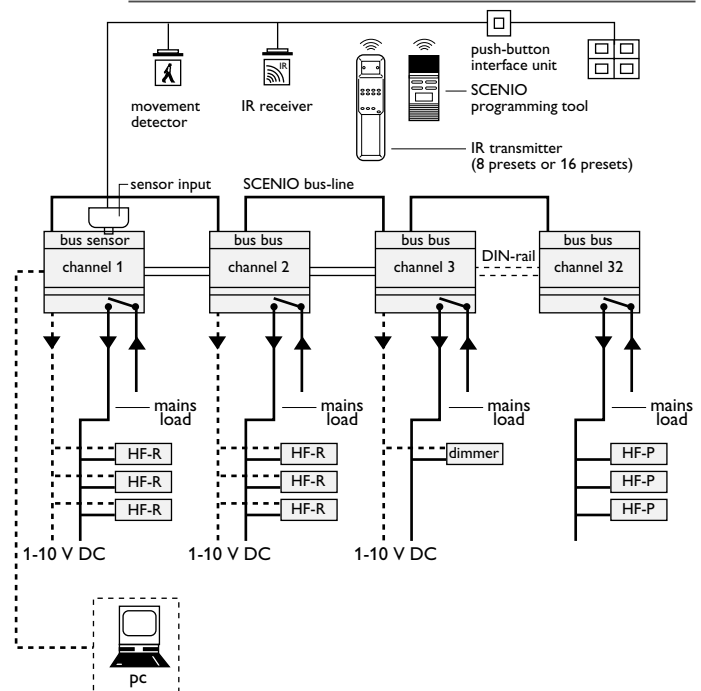 IR
push-button
interface unit
movement
detector
IR receiver
SCENIO
programming tool
IR transmitter
(8 presets or 16 presets)
sensor input
SCENIO bus-line
bus sensor
bus bus
bus bus
bus bus
channel 1
channel 2
channel 3
DIN-rail
channel 32
mains
load
mains
load
mains
load
mains
load
HF-R
HF-R
dimmer
HF-P
HF-R
HF-R
HF-P
HF-R
HF-R
HF-P
1-10 V DC
1-10 V DC
1-10 V DC
pc